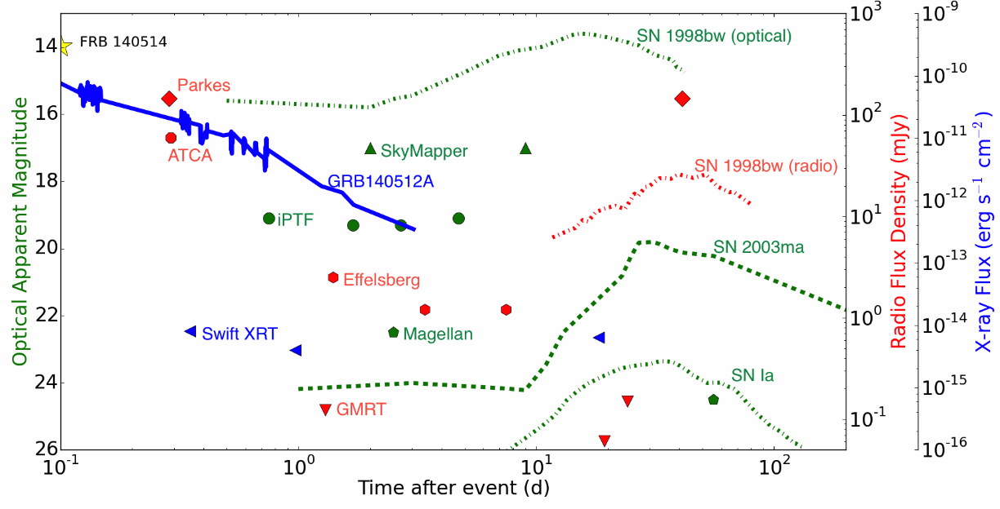 FRB 140514
Parkes
ATCA
SN 1998bw (optical)
SkyMapper
GRB140512A
SN 1998bw (radio)
iPTF
SN 2003ma
Effelsberg
Swift XRT
Magellan
SN Ia
GMRT
14
16
18
20
22
24
26
Optical Apparent Magnitude
10⁻¹
10⁰
10¹
10²
Time after event (d)
10³
10²
10¹
10⁰
10⁻¹
Radio Flux Density (mJy)
10⁻⁹
10⁻¹⁰
10⁻¹¹
10⁻¹²
10⁻¹³
10⁻¹⁴
10⁻¹⁵
10⁻¹⁶
X-ray Flux (erg s⁻¹ cm⁻²)